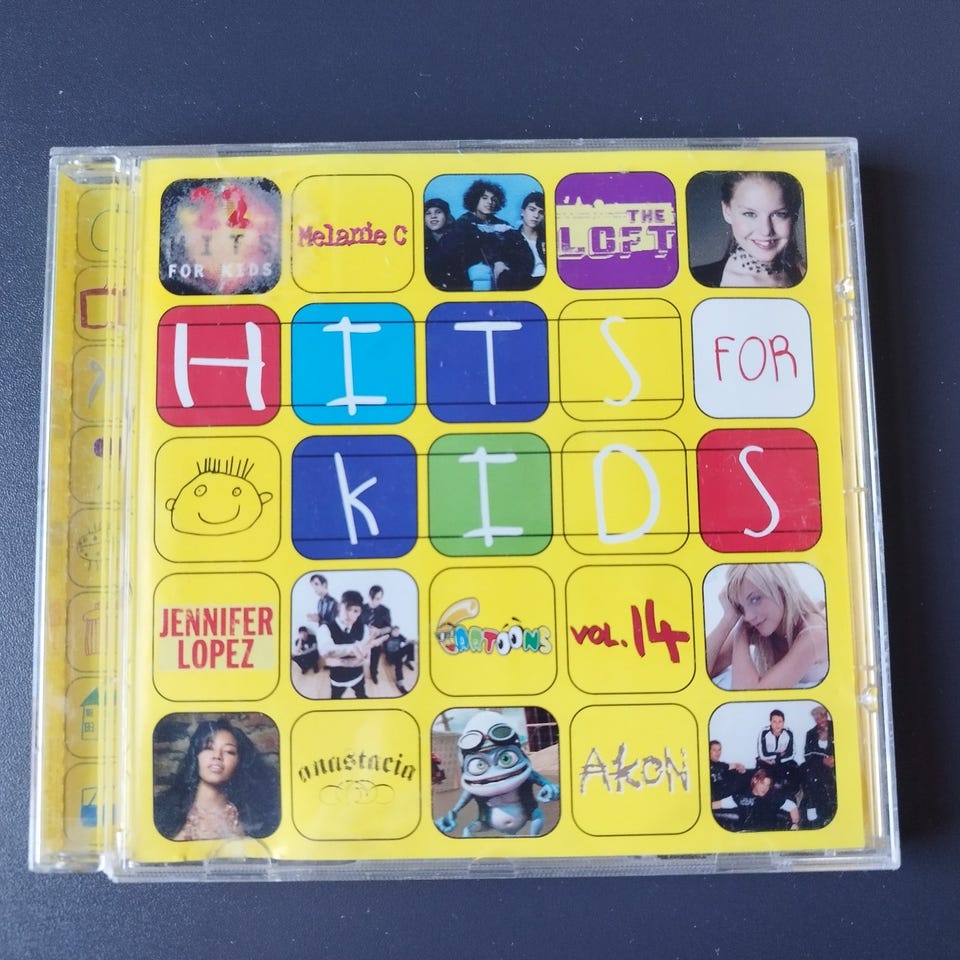 22
HITS
FOR KIDS
Melanie C
THE
LOFT
HITS FOR
KIDS
JENNIFER
LOPEZ
CARTOONS
VOL.14
anastacia
AKON